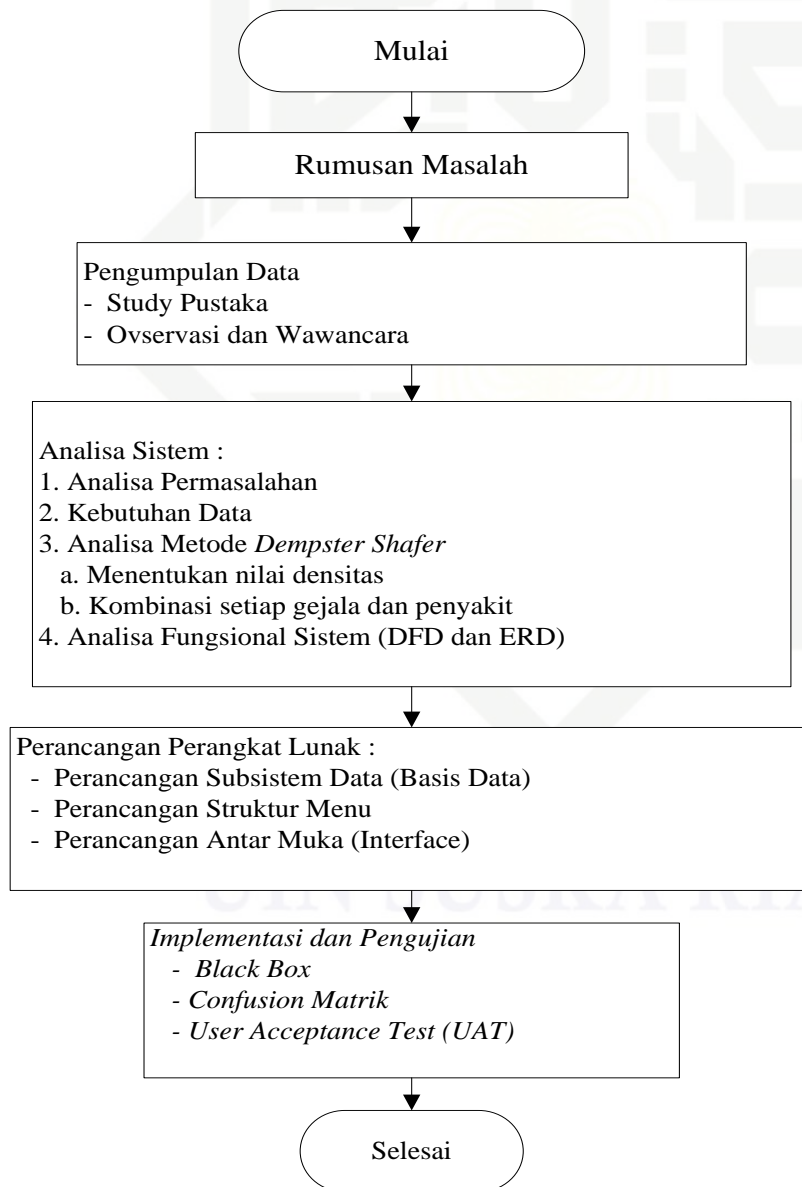 Mulai
Rumusan Masalah
Pengumpulan Data
- Study Pustaka
- Ovservasi dan Wawancara
Analisa Sistem :
1. Analisa Permasalahan
2. Kebutuhan Data
3. Analisa Metode Dempster Shafer
a. Menentukan nilai densitas
b. Kombinasi setiap gejala dan penyakit
4. Analisa Fungsional Sistem (DFD dan ERD)
Perancangan Perangkat Lunak :
- Perancangan Subsistem Data (Basis Data)
- Perancangan Struktur Menu
- Perancangan Antar Muka (Interface)
Implementasi dan Pengujian
- Black Box
- Confusion Matrik
- User Acceptance Test (UAT)
Selesai